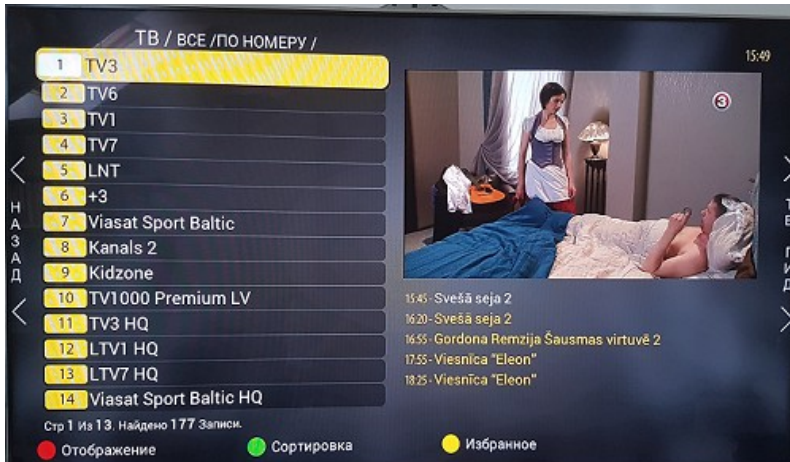 ТВ / ВСЕ /ПО НОМЕРУ /
15:49
1 TV3
2 TV6
3 TV1
4 TV7
5 LNT
6 +3
7 Viasat Sport Baltic
8 Kanals 2
9 Kidzone
10 TV1000 Premium LV
11 TV3 HQ
12 LTV1 HQ
13 LTV7 HQ
14 Viasat Sport Baltic HQ
НАЗАД
3
15:45 - Svešā seja 2
16:20 - Svešā seja 2
16:55 - Gordona Remzija Šausmas virtuvē 2
17:55 - Viesnīca "Eleon"
18:25 - Viesnīca "Eleon"
Стр 1 Из 13. Найдено 177 Записи.
Отображение
Сортировка
Избранное